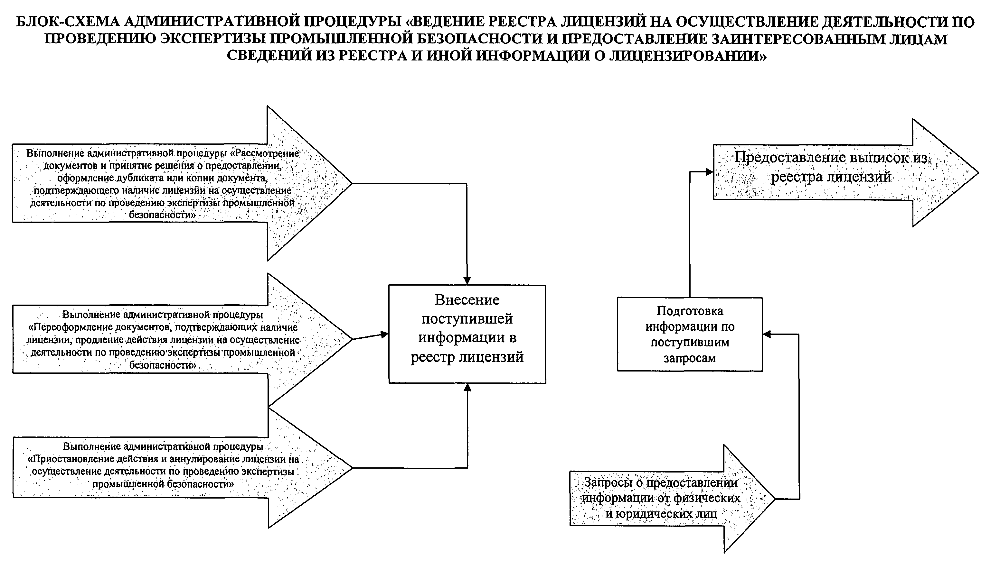 БЛОК-СХЕМА АДМИНИСТРАТИВНОЙ ПРОЦЕДУРЫ «ВЕДЕНИЕ РЕЕСТРА ЛИЦЕНЗИЙ НА ОСУЩЕСТВЛЕНИЕ ДЕЯТЕЛЬНОСТИ ПО
ПРОВЕДЕНИЮ ЭКСПЕРТИЗЫ ПРОМЫШЛЕННОЙ БЕЗОПАСНОСТИ И ПРЕДОСТАВЛЕНИЕ ЗАИНТЕРЕСОВАННЫМ ЛИЦАМ
СВЕДЕНИЙ ИЗ РЕЕСТРА И ИНОЙ ИНФОРМАЦИИ О ЛИЦЕНЗИРОВАНИИ»
Выполнение административной процедуры «Рассмотрение
документов и принятие решения о предоставлении,
оформление дубликата или копии документа,
подтверждающего наличие лицензии на осуществление
деятельности по проведению экспертизы промышленной
безопасности»
Выполнение административной процедуры
«Переоформление документов, подтверждающих наличие
лицензии, продление действия лицензии на осуществление
деятельности по проведению экспертизы промышленной
безопасности»
Выполнение административной процедуры
«Приостановление действия и аннулирование лицензии на
осуществление деятельности по проведению экспертизы
промышленной безопасности»
Внесение
поступившей
информации в
реестр лицензий
Предоставление выписок из
реестра лицензий
Подготовка
информации по
поступившим
запросам
Запросы о предоставлении
информации от физических
и юридических лиц